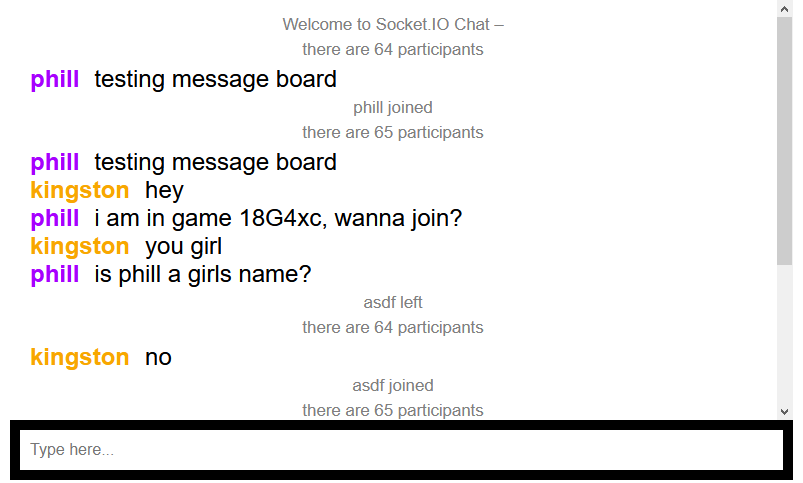 Welcome to Socket.IO Chat –
there are 64 participants
phill testing message board
phill joined
there are 65 participants
phill testing message board
kingston hey
phill i am in game 18G4xc, wanna join?
kingston you girl
phill is phill a girls name?
asdf left
there are 64 participants
kingston no
asdf joined
there are 65 participants
Type here...